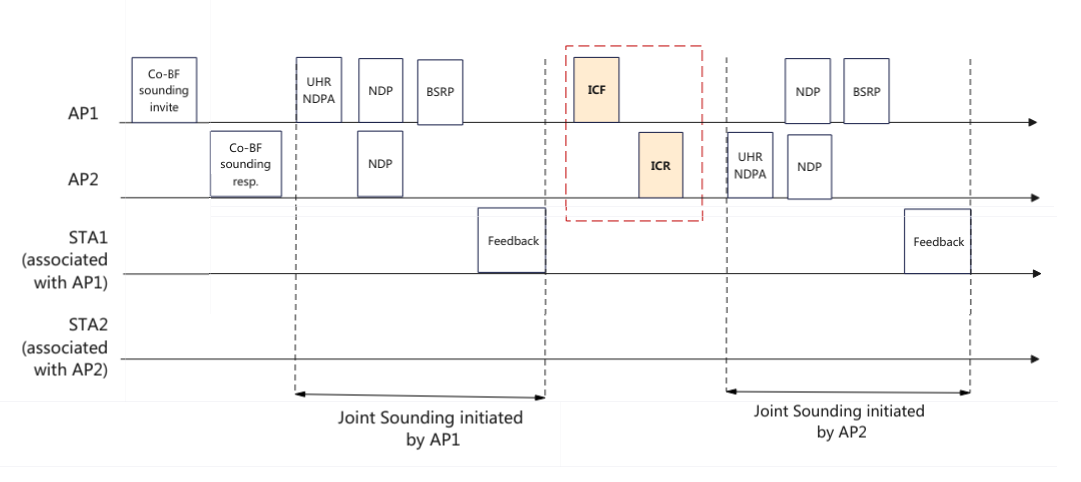 Co-BF
sounding
invite
UHR
NDPA
NDP
BSRP
ICF
NDP
BSRP
AP1
Co-BF
sounding
resp.
NDP
ICR
UHR
NDPA
NDP
AP2
STA1
(associated
with AP1)
Feedback
Feedback
STA2
(associated
with AP2)
Joint Sounding initiated
by AP1
Joint Sounding initiated
by AP2